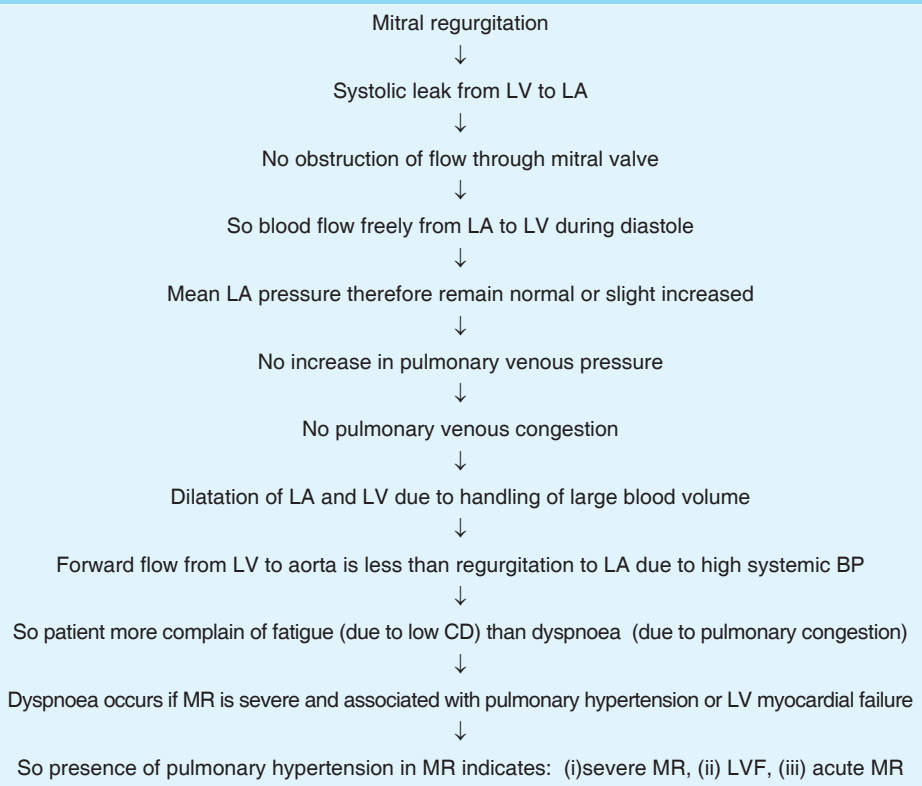 Mitral regurgitation
↓
Systolic leak from LV to LA
↓
No obstruction of flow through mitral valve
↓
So blood flow freely from LA to LV during diastole
↓
Mean LA pressure therefore remain normal or slight increased
↓
No increase in pulmonary venous pressure
↓
No pulmonary venous congestion
↓
Dilatation of LA and LV due to handling of large blood volume
↓
Forward flow from LV to aorta is less than regurgitation to LA due to high systemic BP
↓
So patient more complain of fatigue (due to low CD) than dyspnoea (due to pulmonary congestion)
↓
Dyspnoea occurs if MR is severe and associated with pulmonary hypertension or LV myocardial failure
↓
So presence of pulmonary hypertension in MR indicates: (i)severe MR, (ii) LVF, (iii) acute MR